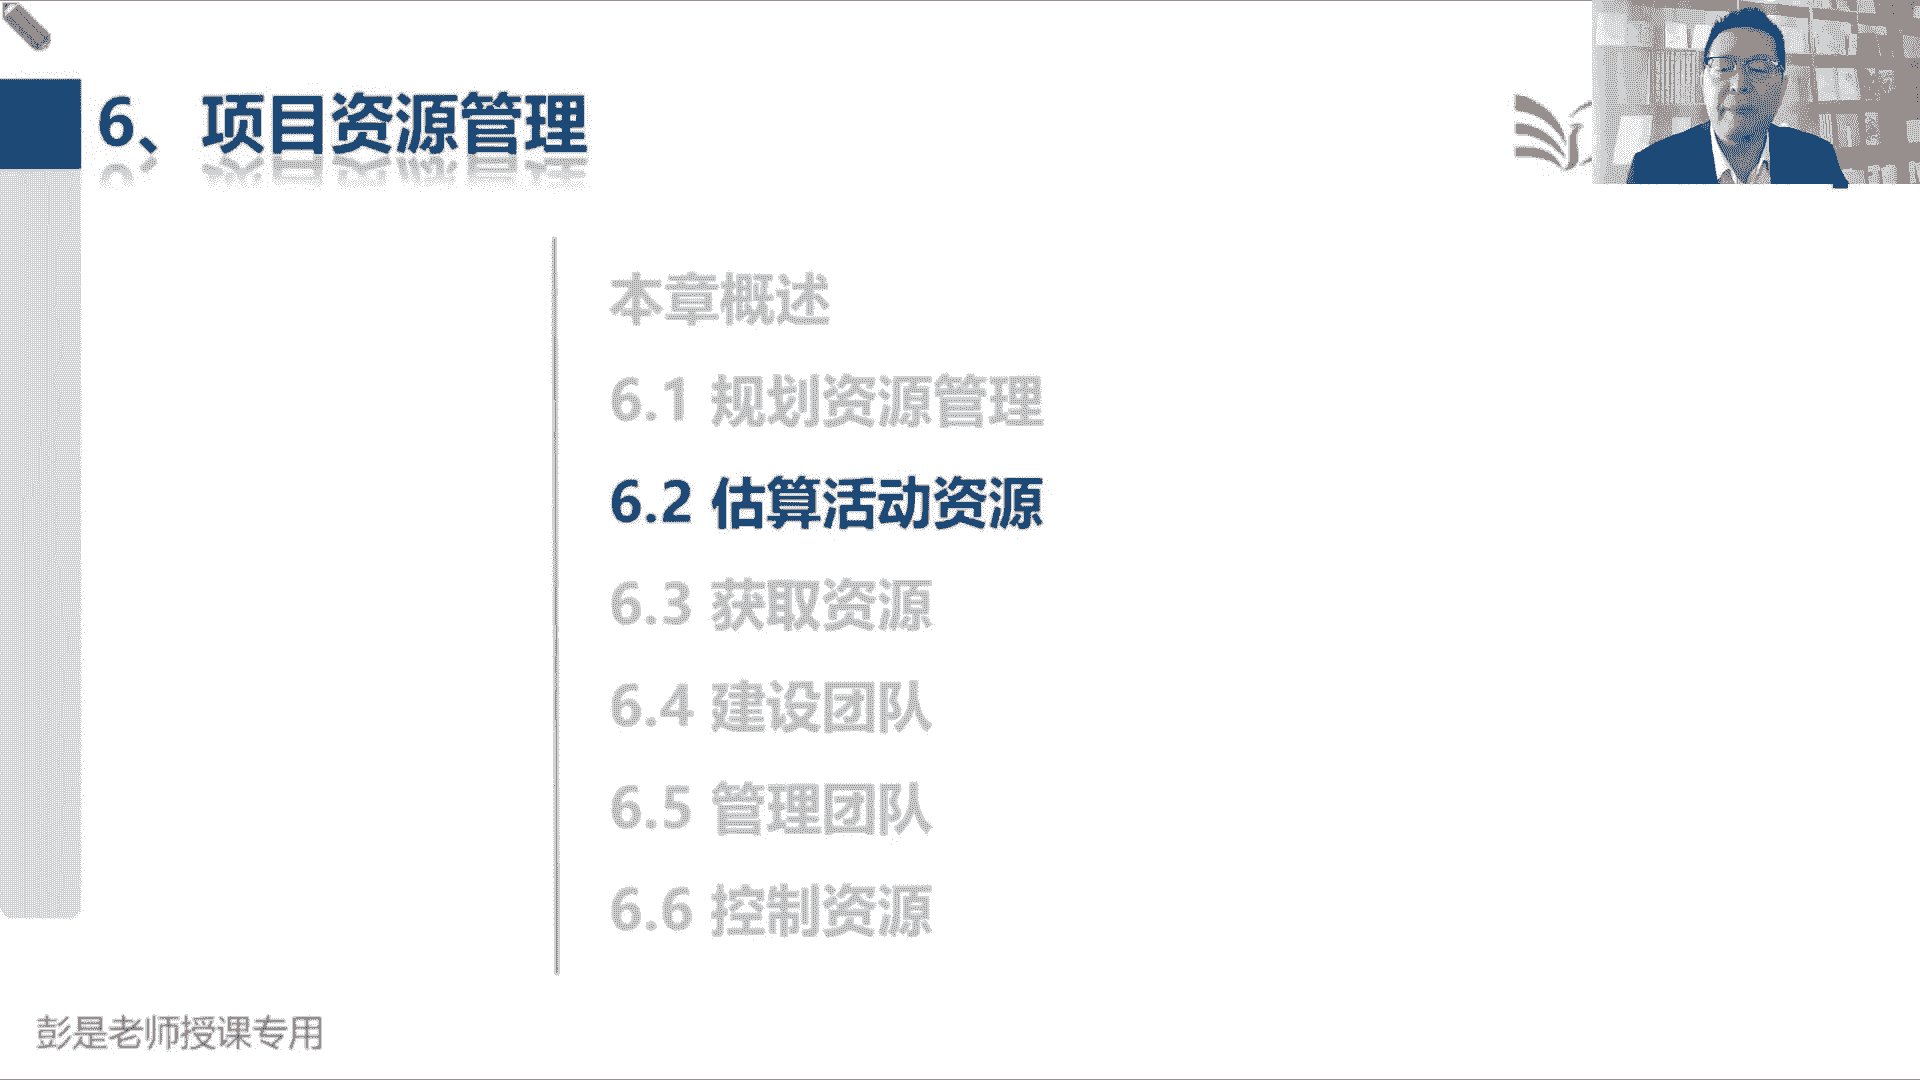 6、项目资源管理
本章概述
6.1 规划资源管理
6.2 估算活动资源
6.3 获取资源
6.4 建设团队
6.5 管理团队
6.6 控制资源
彭是老师授课专用